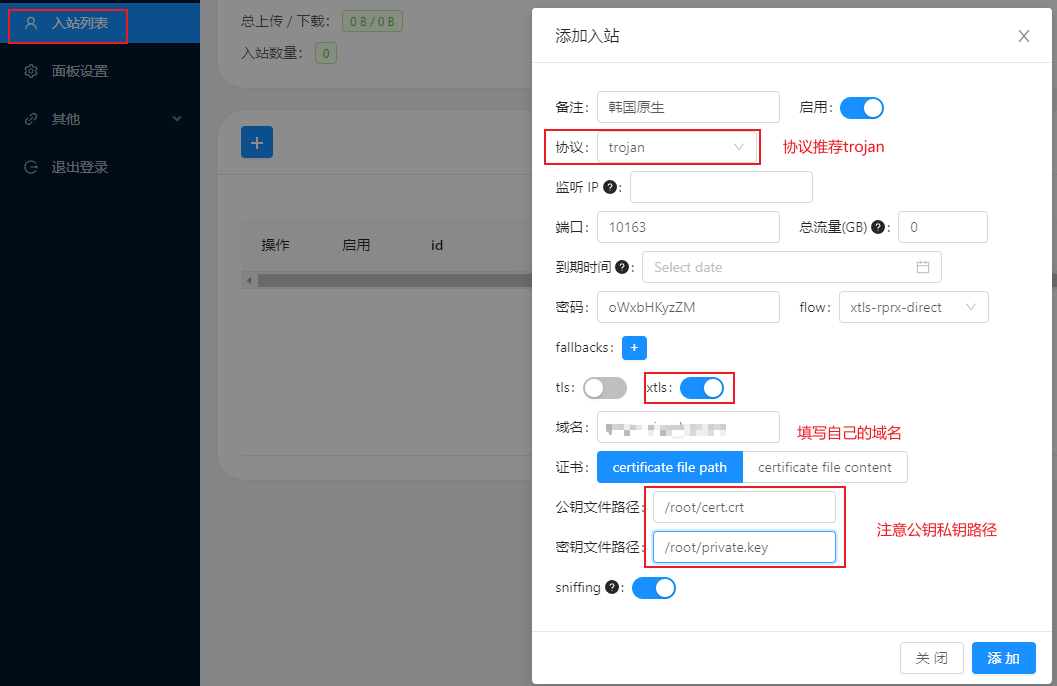 入站列表
面板设置
其他
退出登录
总上传 / 下载: 0 B / 0 B
入站数量: 0
+
操作 启用 id
添加入站
备注: 韩国原生 启用:
协议: trojan 协议推荐trojan
监听 IP ? :
端口: 10163 总流量(GB) ? : 0
到期时间 ? : Select date
密码: oWxbHKyzZM flow: xtls-rprx-direct
fallbacks: +
tls: xtls:
域名: 填写自己的域名
证书: certificate file path certificate file content
公钥文件路径: /root/cert.crt
密钥文件路径: /root/private.key
注意公钥私钥路径
sniffing ? :
关 闭 添 加